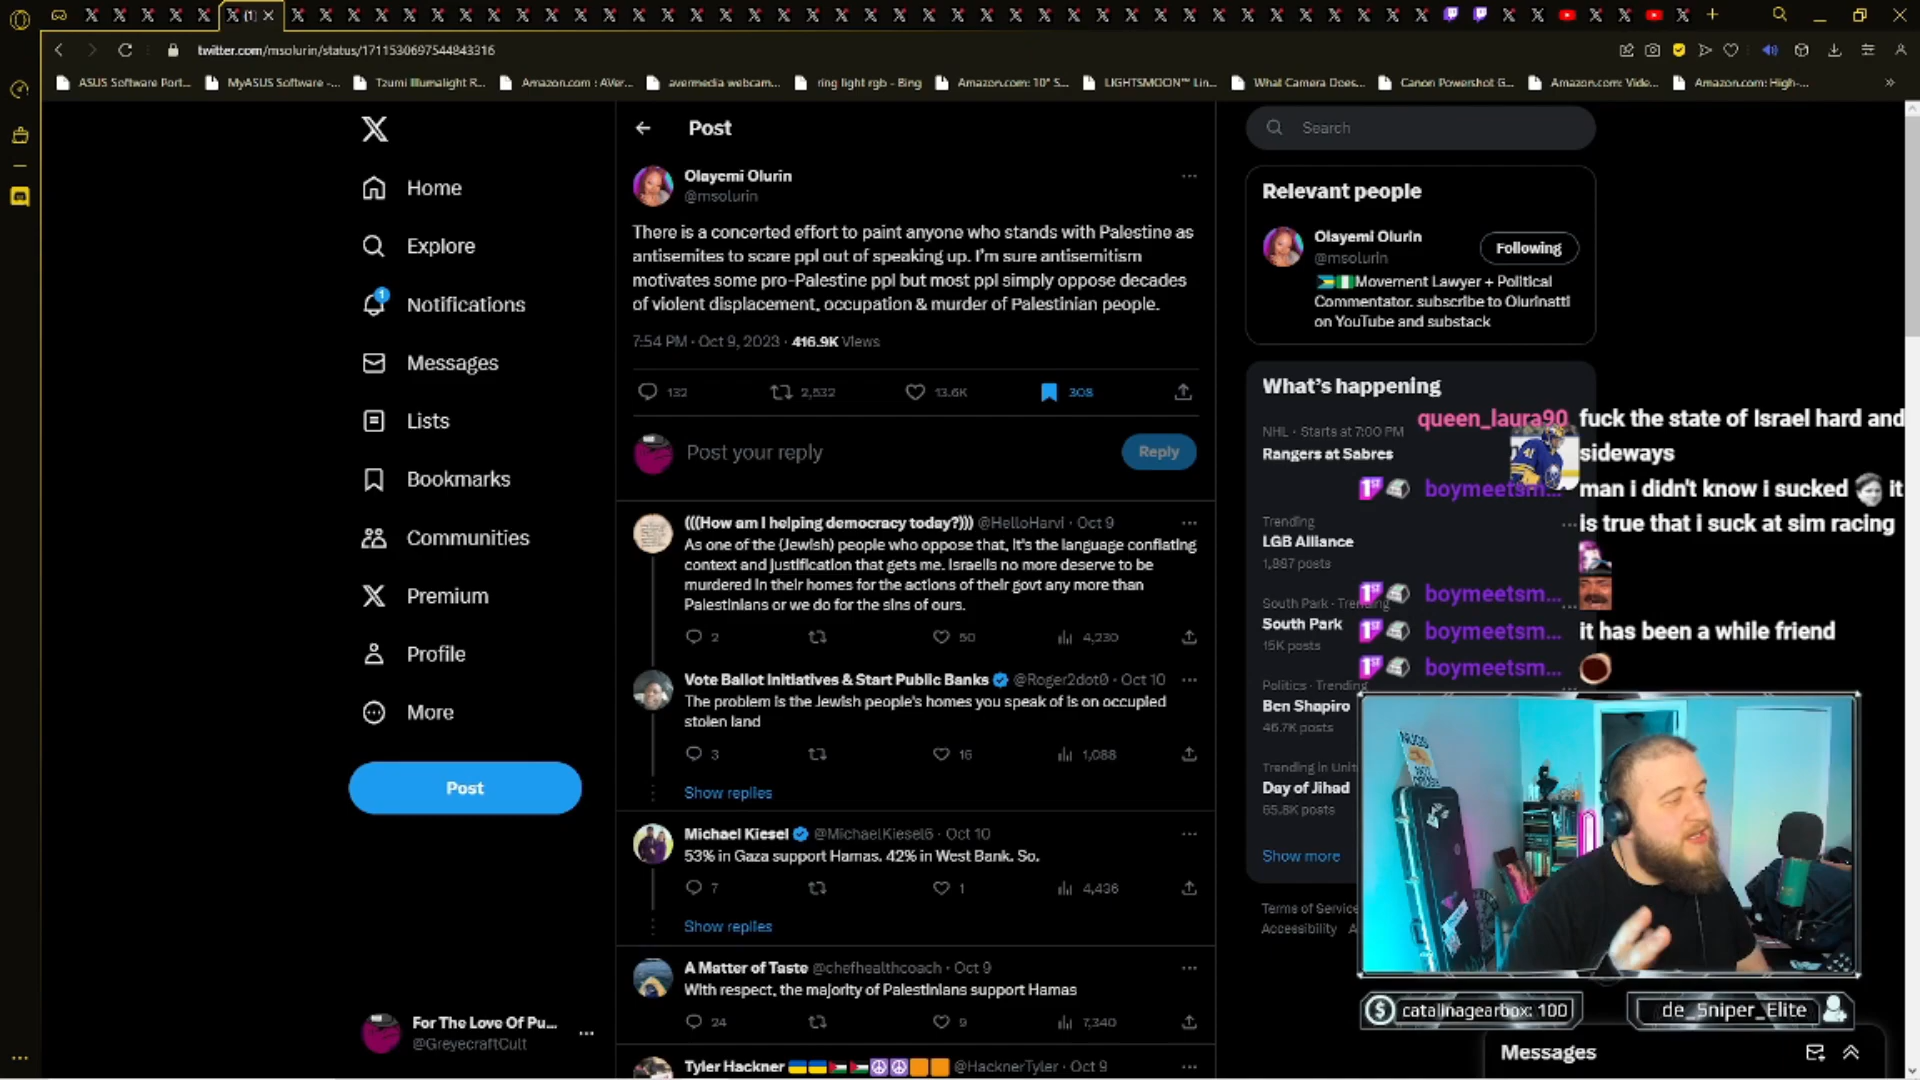 (1)
twitter.com/msolurin/status/1711530697544843316
ASUS Software Port...
MyASUS Software -...
Tzumi Illumalight R...
Amazon.com : AVer...
avermedia webcam...
ring light rgb - Bing
Amazon.com: 10" S...
LIGHTSMOON™ Lin...
What Camera Does...
Canon Powershot G...
Amazon.com: Vide...
Amazon.com: High-...
Home
Explore
1
Notifications
Messages
Lists
Bookmarks
Communities
Premium
Profile
More
Post
For The Love Of Pu...
@GreyecraftCult
Post
Olayemi Olurin
@msolurin
There is a concerted effort to paint anyone who stands with Palestine as
antisemites to scare ppl out of speaking up. I'm sure antisemitism
motivates some pro-Palestine ppl but most ppl simply oppose decades
of violent displacement, occupation & murder of Palestinian people.
7:54 PM · Oct 9, 2023 · 416.9K Views
132
2,532
13.6K
308
Post your reply
Reply
(((How am I helping democracy today?))) @HelloHarvi · Oct 9
As one of the (Jewish) people who oppose that, it's the language conflating
context and justification that gets me. Israelis no more deserve to be
murdered in their homes for the actions of their govt any more than
Palestinians or we do for the sins of ours.
2
50
4,230
Vote Ballot Initiatives & Start Public Banks @Roger2dot0 · Oct 10
The problem is the Jewish people's homes you speak of is on occupied
stolen land
3
16
1,088
Show replies
Michael Kiesel @MichaelKiesel6 · Oct 10
53% in Gaza support Hamas. 42% in West Bank. So.
7
1
4,436
Show replies
A Matter of Taste @chefhealthcoach · Oct 9
With respect, the majority of Palestinians support Hamas
24
9
7,340
Tyler Hackner @HacknerTyler · Oct 9
Search
Relevant people
Olayemi Olurin
@msolurin
Following
Movement Lawyer + Political
Commentator. subscribe to Olurinatti
on YouTube and substack
What's happening
NHL · Starts at 7:00 PM
Rangers at Sabres
Trending
LGB Alliance
1,887 posts
South Park · Trending
South Park
15K posts
Politics · Trending
Ben Shapiro
46.7K posts
Trending in Unit
Day of Jihad
65.8K posts
Show more
Terms of Service
Accessibility
queen_laura90 fuck the state of Israel hard and
sideways
boymeetsm... man i didn't know i sucked it
is true that i suck at sim racing
boymeetsm...
boymeetsm... it has been a while friend
boymeetsm...
catalinagearbox: 100
de_Sniper_Elite
Messages